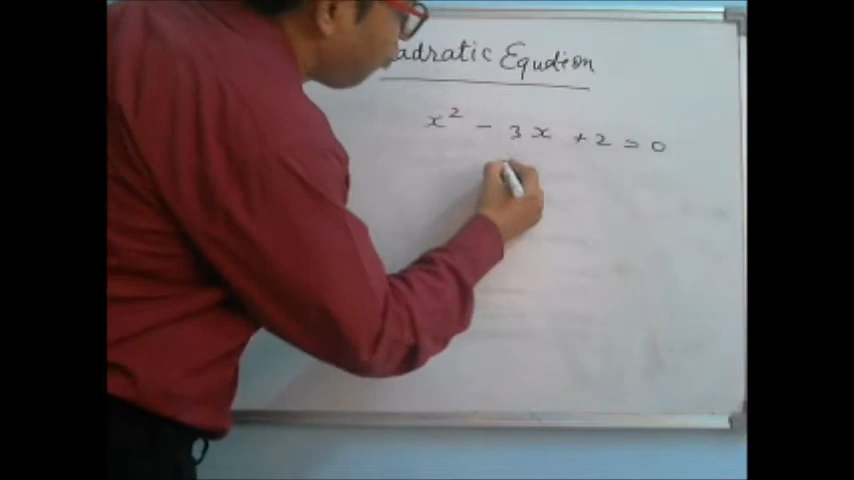 adratic Equation
x² - 3x + 2 = 0